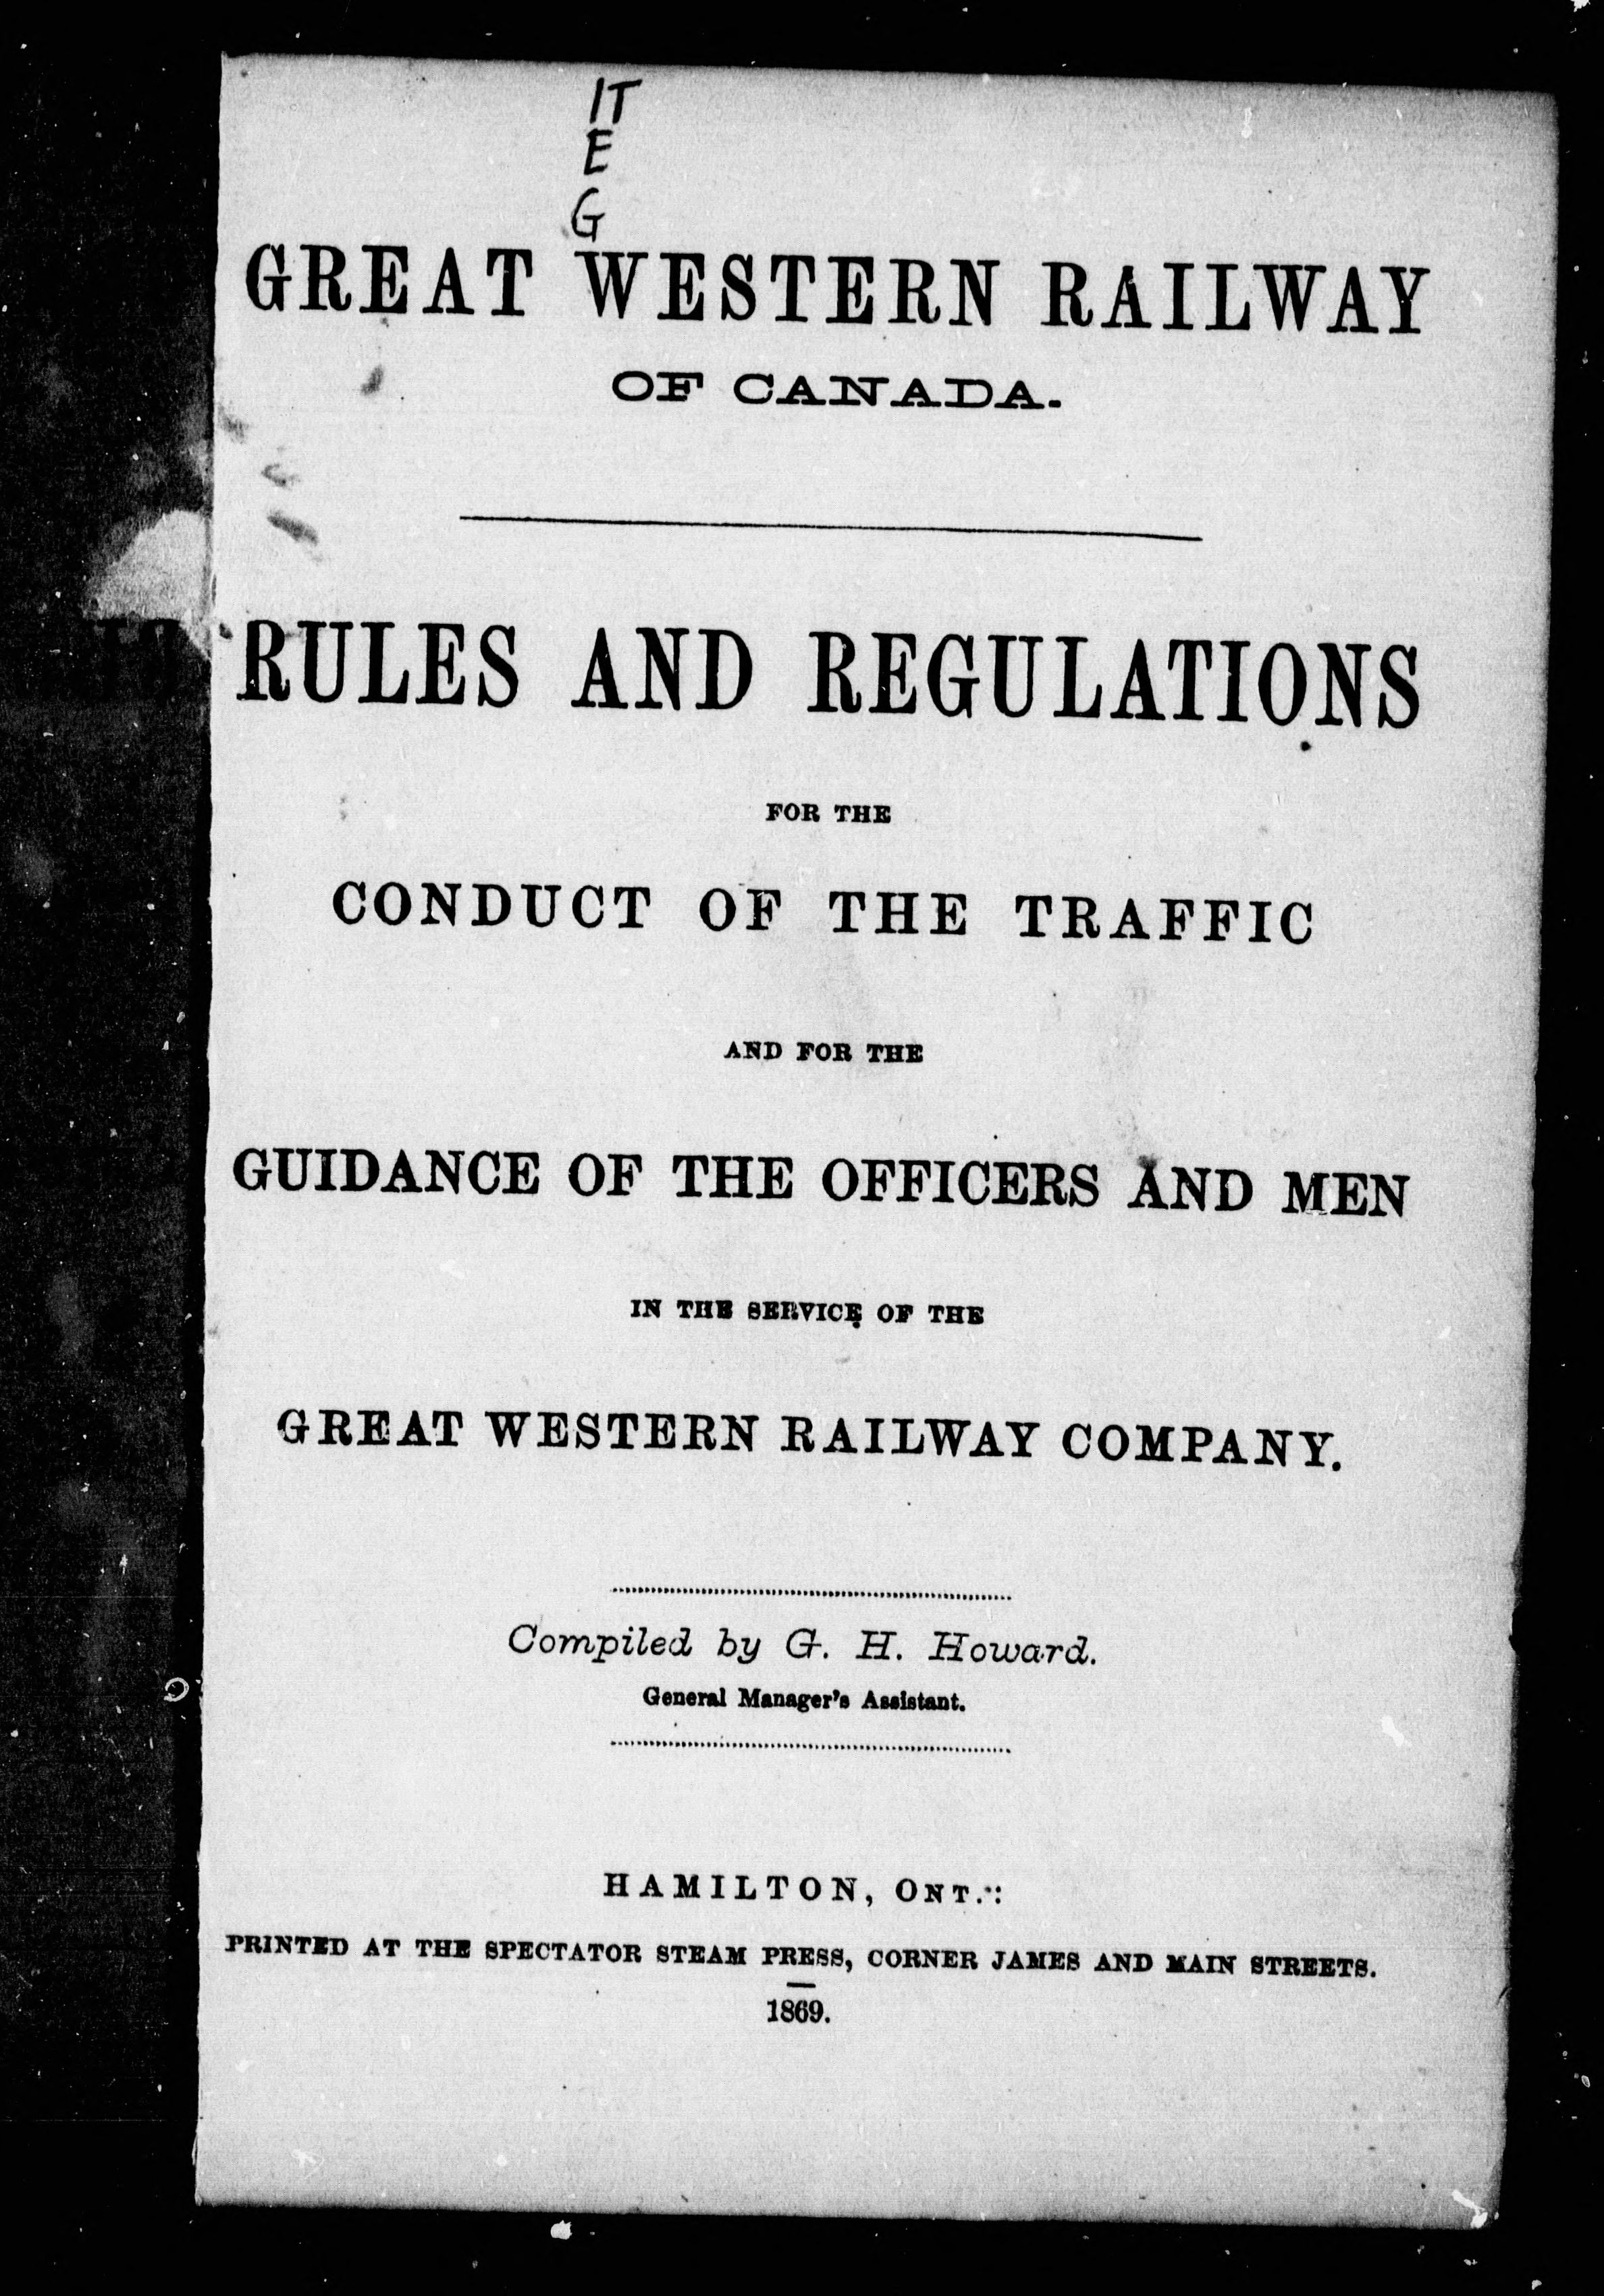 IT
E
G
GREAT WESTERN RAILWAY
OF CANADA.
RULES AND REGULATIONS
FOR THE
CONDUCT OF THE TRAFFIC
AND FOR THE
GUIDANCE OF THE OFFICERS AND MEN
IN THE SERVICE OF THE
GREAT WESTERN RAILWAY COMPANY.
Compiled by G. H. Howard.
General Manager's Assistant.
HAMILTON, ONT.:
PRINTED AT THE SPECTATOR STEAM PRESS, CORNER JAMES AND MAIN STREETS.
1869.